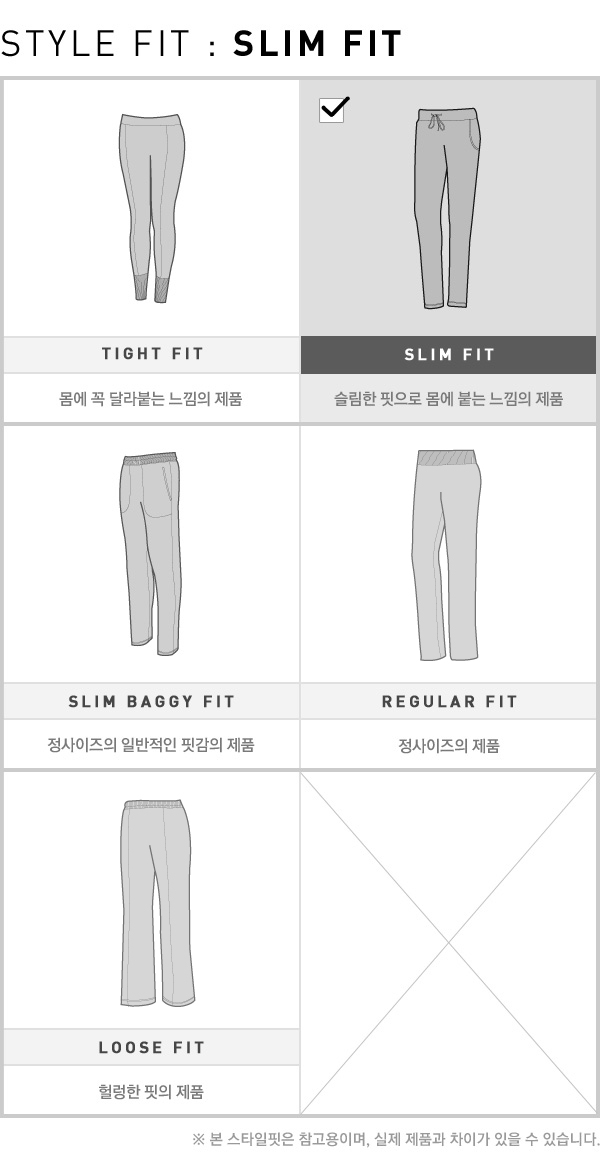 STYLE FIT : SLIM FIT
TIGHT FIT
몸에 꼭 달라붙는 느낌의 제품
SLIM FIT
슬림한 핏으로 몸에 붙는 느낌의 제품
SLIM BAGGY FIT
정사이즈의 일반적인 핏감의 제품
REGULAR FIT
정사이즈의 제품
LOOSE FIT
헐렁한 핏의 제품
※ 본 스타일핏은 참고용이며, 실제 제품과 차이가 있을 수 있습니다.